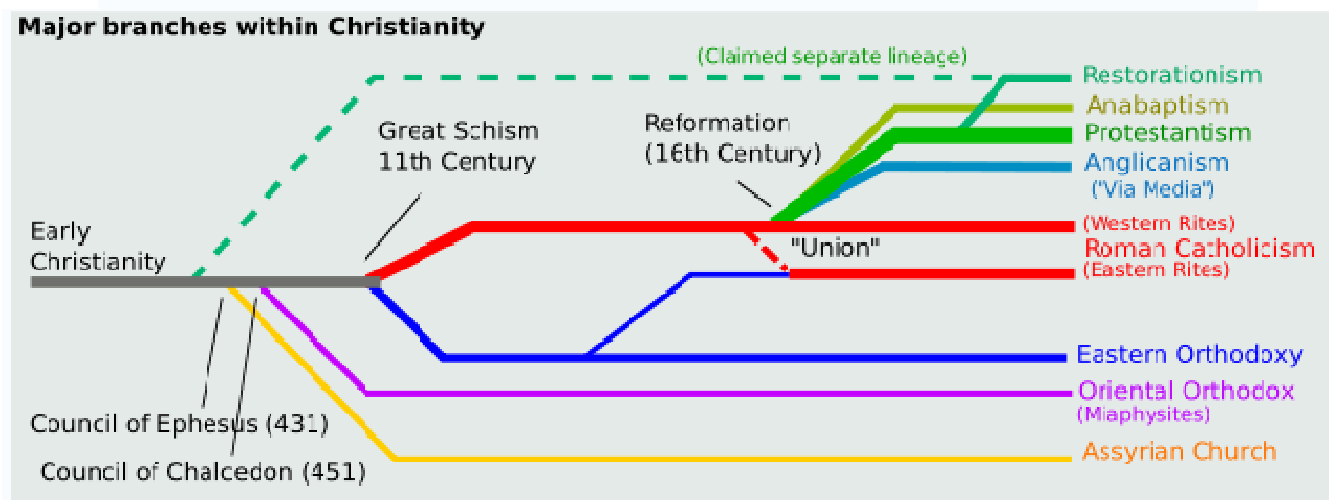 Major branches within Christianity
(Claimed separate lineage)
Restorationism
Anabaptism
Great Schism
11th Century
Reformation
(16th Century)
Protestantism
Anglicanism
("Via Media")
Early
Christianity
"Union"
(Western Rites)
Roman Catholicism
(Eastern Rites)
Eastern Orthodoxy
Oriental Orthodox
(Miaphysites)
Council of Ephesus (431)
Council of Chalcedon (451)
Assyrian Church